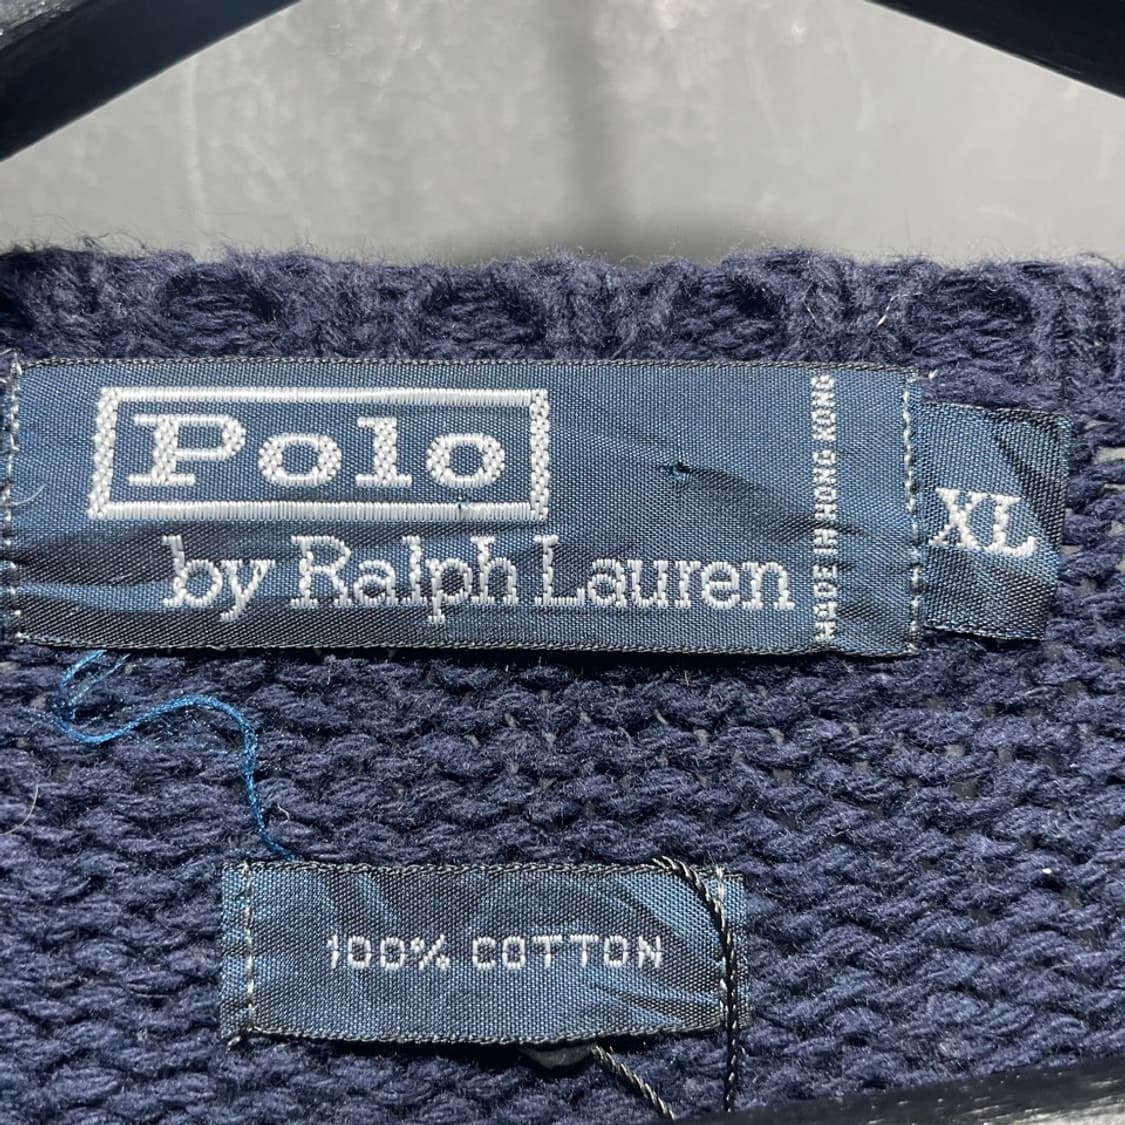 Polo
by Ralph Lauren
MADE IN HONG KONG
XL
100% COTTON